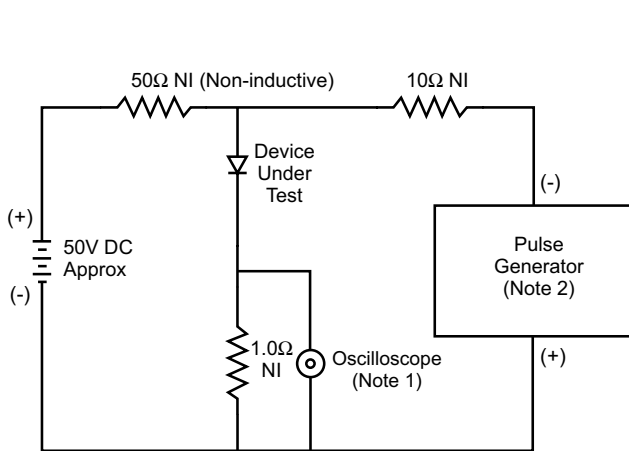 50Ω NI (Non-inductive)
10Ω NI
Device
Under
Test
(-)
(+)
50V DC
Approx
(-)
Pulse
Generator
(Note 2)
1.0Ω
NI
Oscilloscope
(Note 1)
(+)